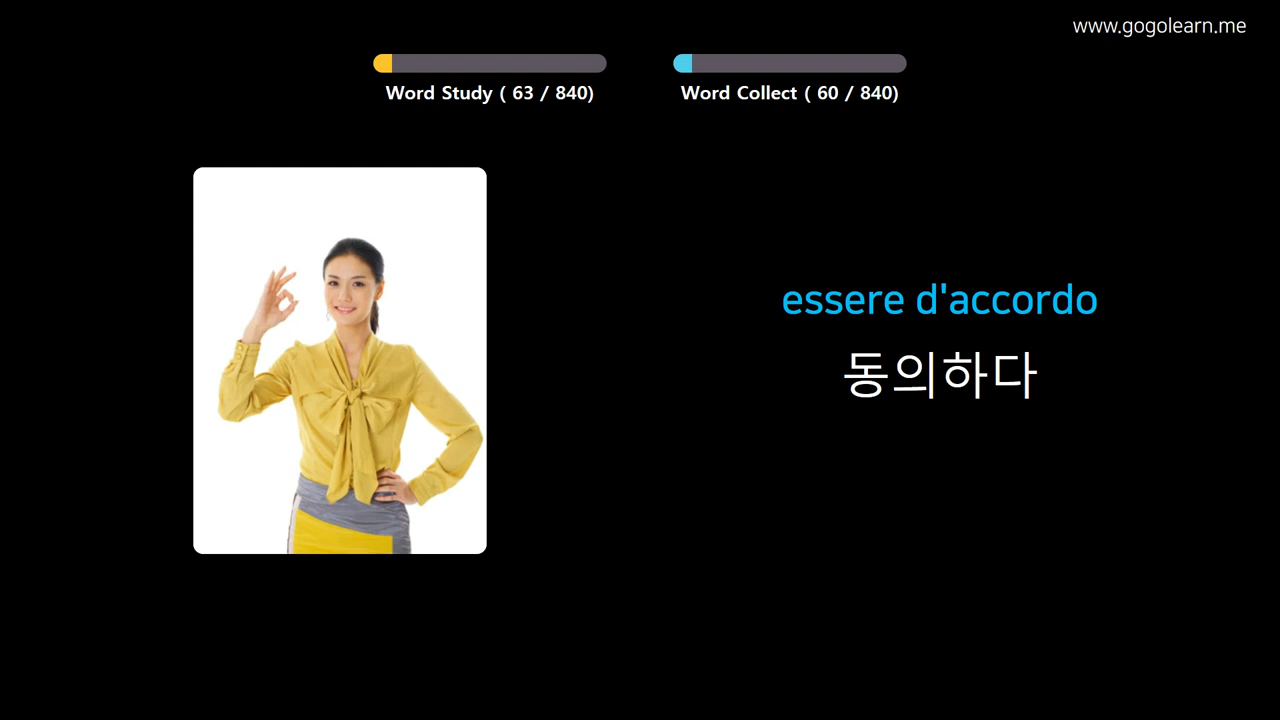 www.gogolearn.me
Word Study ( 63 / 840)
Word Collect ( 60 / 840)
essere d'accordo
동의하다